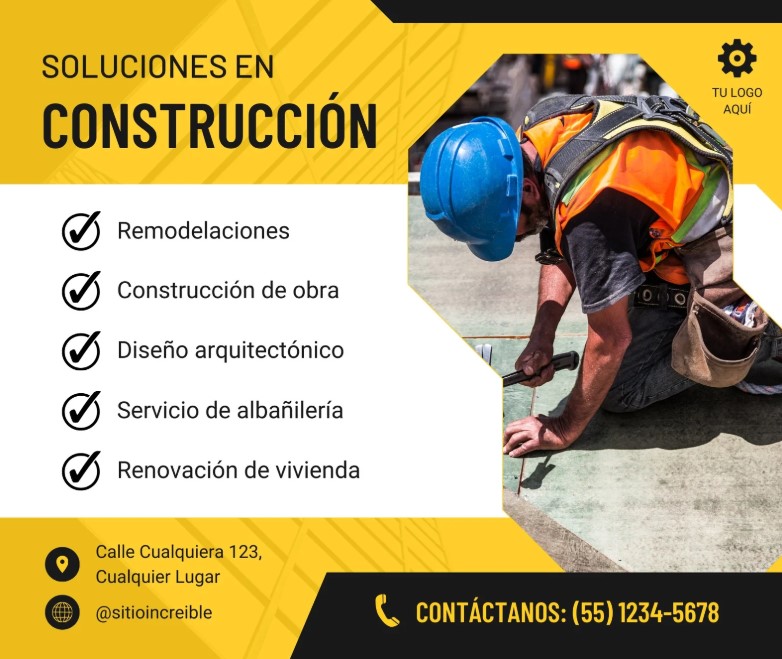 SOLUCIONES EN
CONSTRUCCIÓN
TU LOGO
AQUÍ
Remodelaciones
Construcción de obra
Diseño arquitectónico
Servicio de albañilería
Renovación de vivienda
Calle Cualquiera 123,
Cualquier Lugar
@sitioincreible
CONTÁCTANOS: (55) 1234-5678